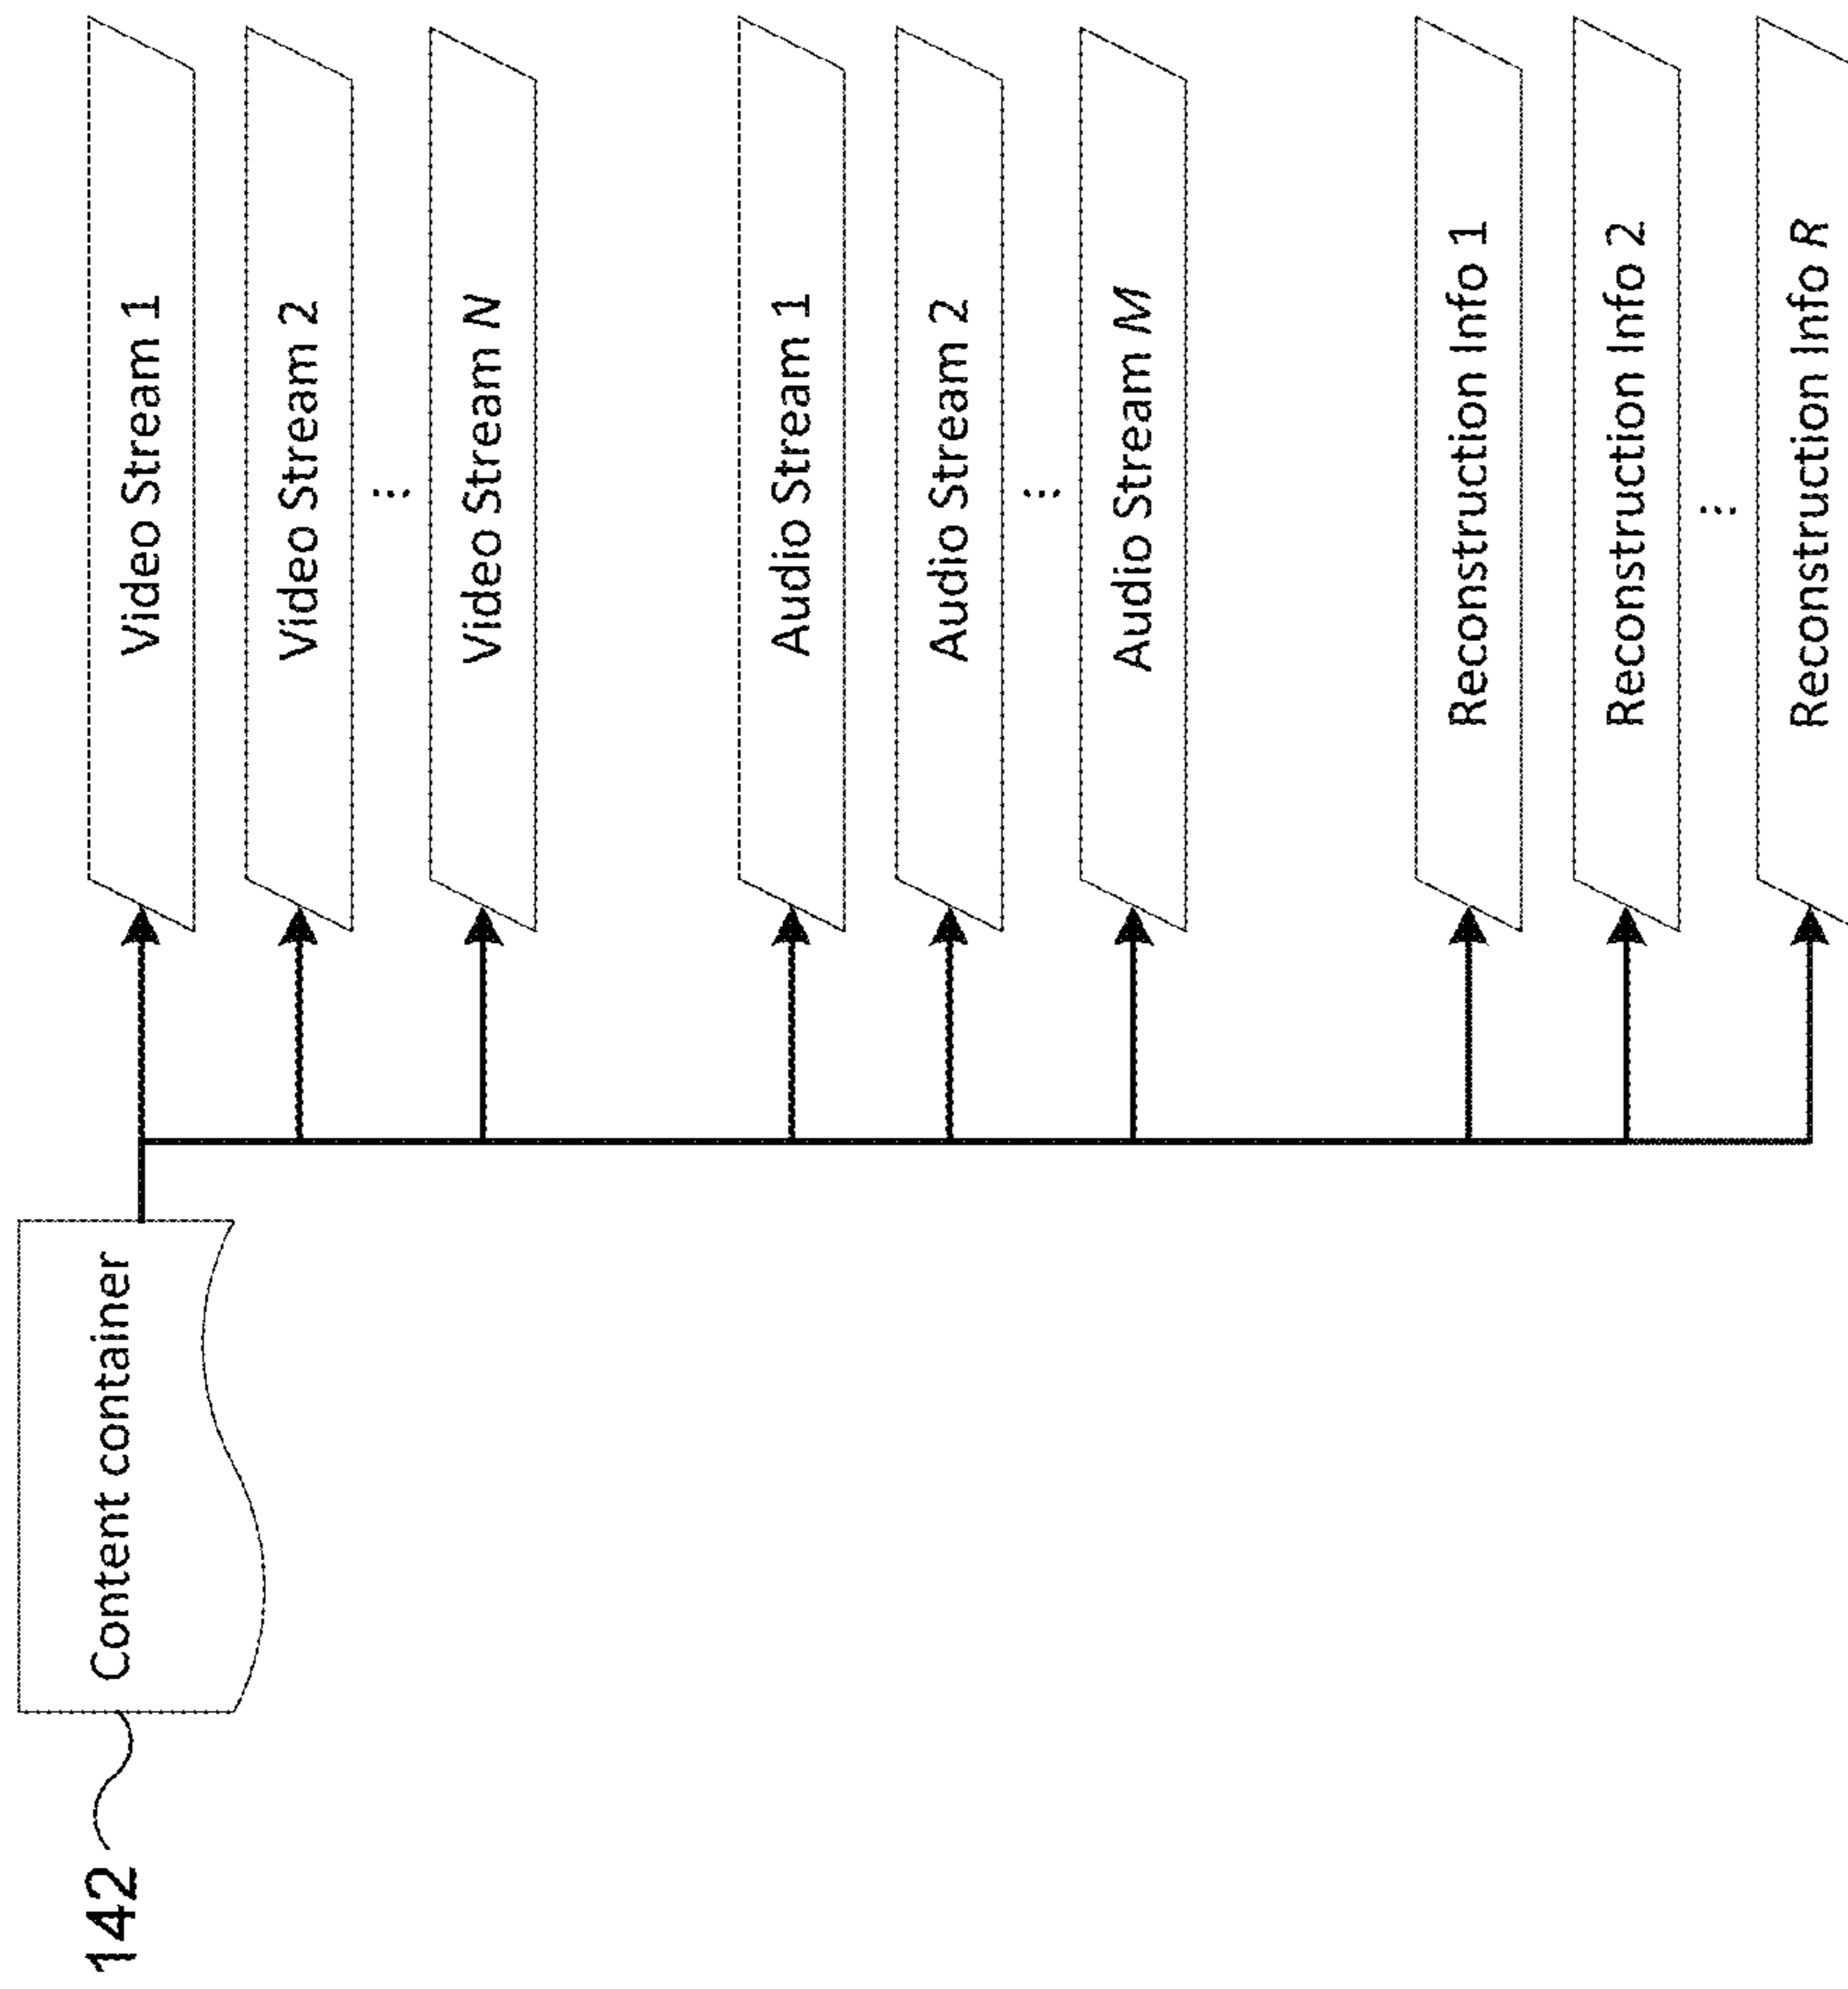 142
Content container
Video Stream 1
Video Stream 2
...
Video Stream N
Audio Stream 1
Audio Stream 2
...
Audio Stream M
Reconstruction Info 1
Reconstruction Info 2
...
Reconstruction Info R